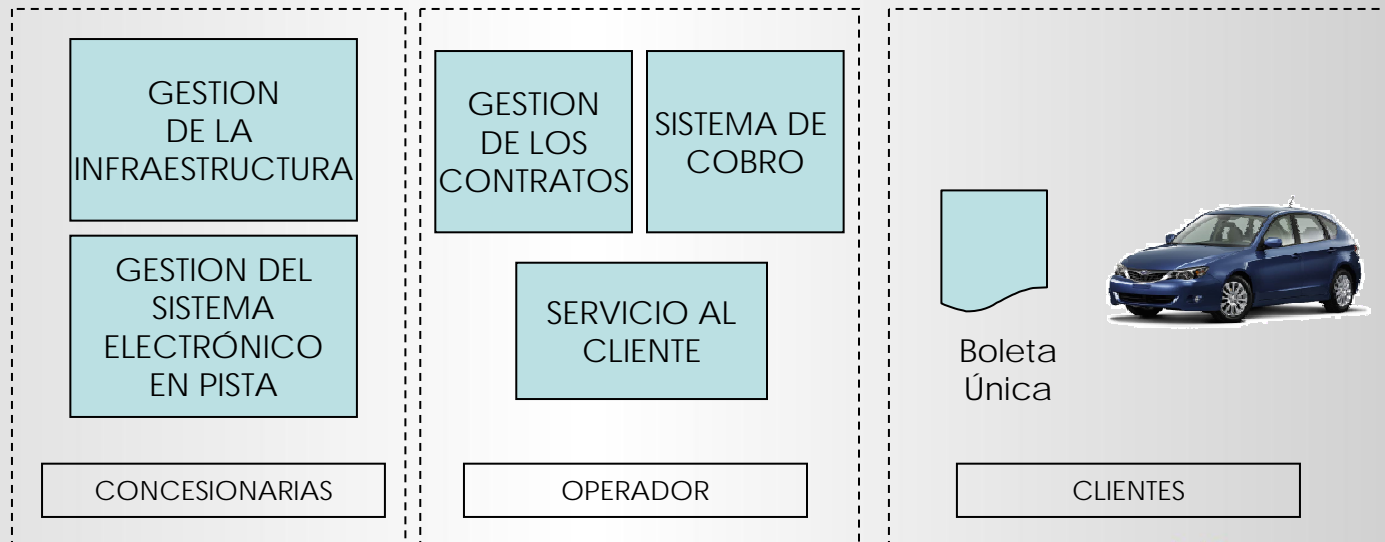 GESTION
DE LA
INFRAESTRUCTURA
GESTION DEL
SISTEMA
ELECTRÓNICO
EN PISTA
CONCESIONARIAS
GESTION
DE LOS
CONTRATOS
SISTEMA DE
COBRO
SERVICIO AL
CLIENTE
OPERADOR
Boleta
Única
CLIENTES